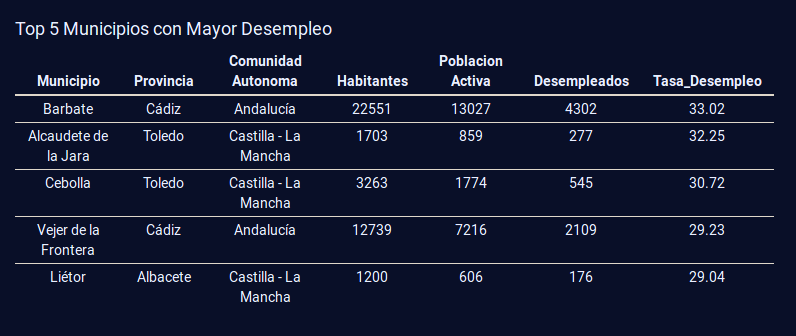 Top 5 Municipios con Mayor Desempleo
Comunidad Poblacion
Municipio Provincia Autonoma Habitantes Activa Desempleados Tasa_Desempleo
Barbate Cádiz Andalucía 22551 13027 4302 33.02
Alcaudete de Toledo Castilla - La 1703 859 277 32.25
la Jara Mancha
Cebolla Toledo Castilla - La 3263 1774 545 30.72
Mancha
Vejer de la Cádiz Andalucía 12739 7216 2109 29.23
Frontera
Liétor Albacete Castilla - La 1200 606 176 29.04
Mancha